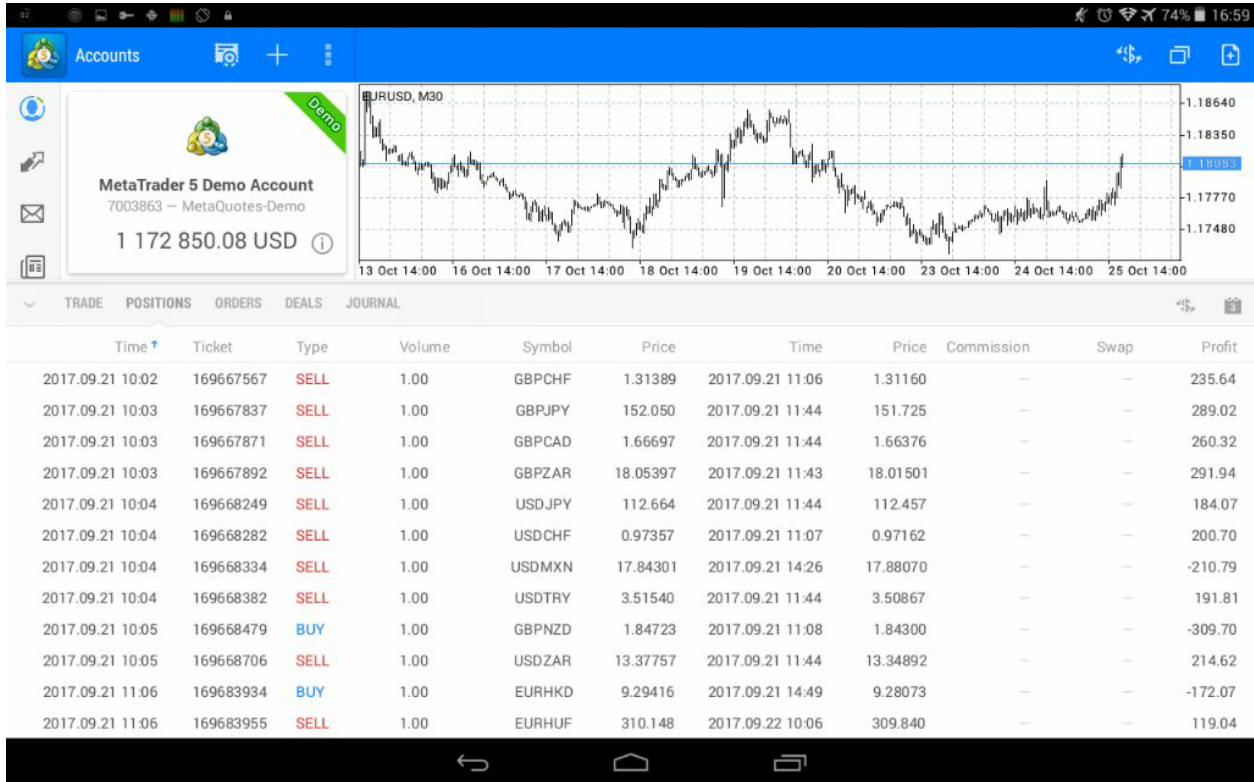 02 74% 16:59
Accounts
Demo
MetaTrader 5 Demo Account
7003863 — MetaQuotes-Demo
1 172 850.08 USD
EURUSD, M30
1.18640
1.18350
1.18083
1.17770
1.17480
13 Oct 14:00 16 Oct 14:00 17 Oct 14:00 18 Oct 14:00 19 Oct 14:00 20 Oct 14:00 23 Oct 14:00 24 Oct 14:00 25 Oct 14:00
TRADE POSITIONS ORDERS DEALS JOURNAL
Time Ticket Type Volume Symbol Price Time Price Commission Swap Profit
2017.09.21 10:02 169667567 SELL 1.00 GBPCHF 1.31389 2017.09.21 11:06 1.31160 — — 235.64
2017.09.21 10:03 169667837 SELL 1.00 GBPJPY 152.050 2017.09.21 11:44 151.725 — — 289.02
2017.09.21 10:03 169667871 SELL 1.00 GBPCAD 1.66697 2017.09.21 11:44 1.66376 — — 260.32
2017.09.21 10:03 169667892 SELL 1.00 GBPZAR 18.05397 2017.09.21 11:43 18.01501 — — 291.94
2017.09.21 10:04 169668249 SELL 1.00 USDJPY 112.664 2017.09.21 11:44 112.457 — — 184.07
2017.09.21 10:04 169668282 SELL 1.00 USDCHF 0.97357 2017.09.21 11:07 0.97162 — — 200.70
2017.09.21 10:04 169668334 SELL 1.00 USDMXN 17.84301 2017.09.21 14:26 17.88070 — — -210.79
2017.09.21 10:04 169668382 SELL 1.00 USDTRY 3.51540 2017.09.21 11:44 3.50867 — — 191.81
2017.09.21 10:05 169668479 BUY 1.00 GBPNZD 1.84723 2017.09.21 11:08 1.84300 — — -309.70
2017.09.21 10:05 169668706 SELL 1.00 USDZAR 13.37757 2017.09.21 11:44 13.34892 — — 214.62
2017.09.21 11:06 169683934 BUY 1.00 EURHKD 9.29416 2017.09.21 14:49 9.28073 — — -172.07
2017.09.21 11:06 169683955 SELL 1.00 EURHUF 310.148 2017.09.22 10:06 309.840 — — 119.04